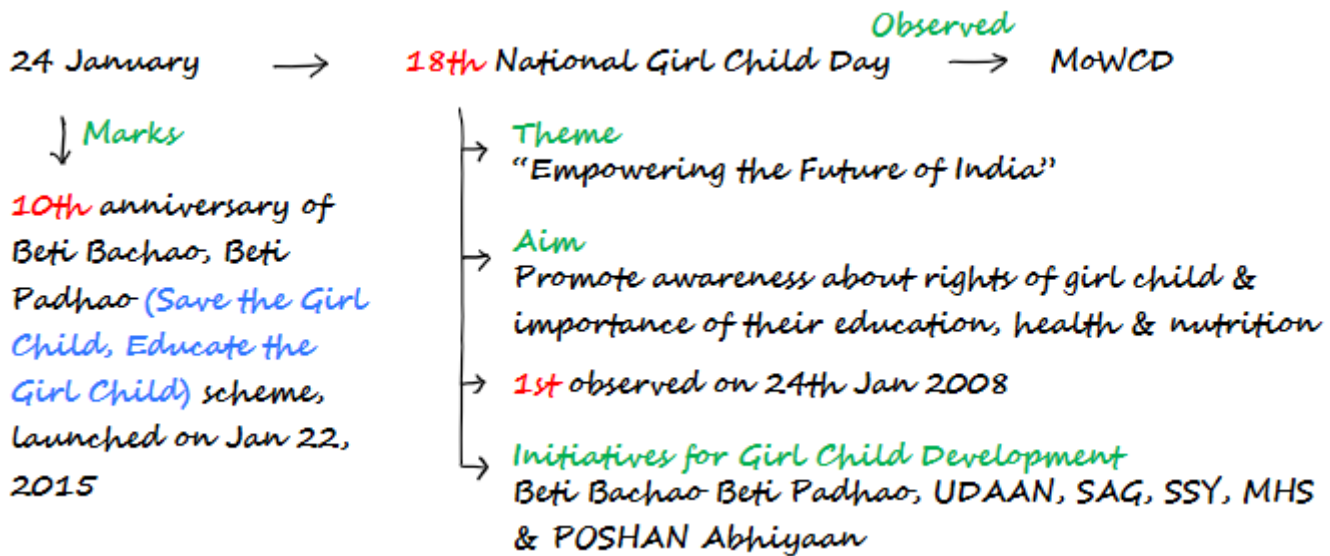 Observed
24 January → 18th National Girl Child Day → MoWCD
Marks
10th anniversary of
Beti Bachao, Beti
Padhao (Save the Girl
Child, Educate the
Girl Child) scheme,
launched on Jan 22,
2015
Theme
“Empowering the Future of India”
Aim
Promote awareness about rights of girl child &
importance of their education, health & nutrition
1st observed on 24th Jan 2008
Initiatives for Girl Child Development
Beti Bachao Beti Padhao, UDAAN, SAG, SSY, MHS
& POSHAN Abhiyaan